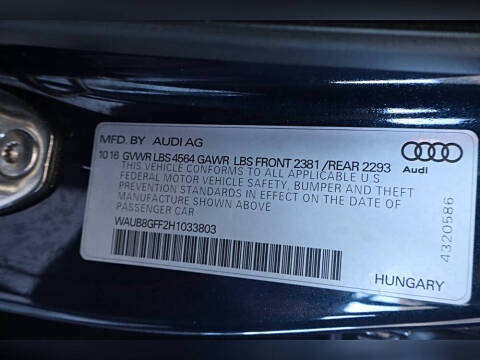 MFD. BY AUDI AG
10 16 GVWR LBS 4564 GAWR LBS FRONT 2381 / REAR 2293
THIS VEHICLE CONFORMS TO ALL APPLICABLE U.S.
FEDERAL MOTOR VEHICLE SAFETY, BUMPER AND THEFT
PREVENTION STANDARDS IN EFFECT ON THE DATE OF
MANUFACTURE SHOWN ABOVE
PASSENGER CAR
WAUB8GFF2H1033803
Audi
4320586
HUNGARY